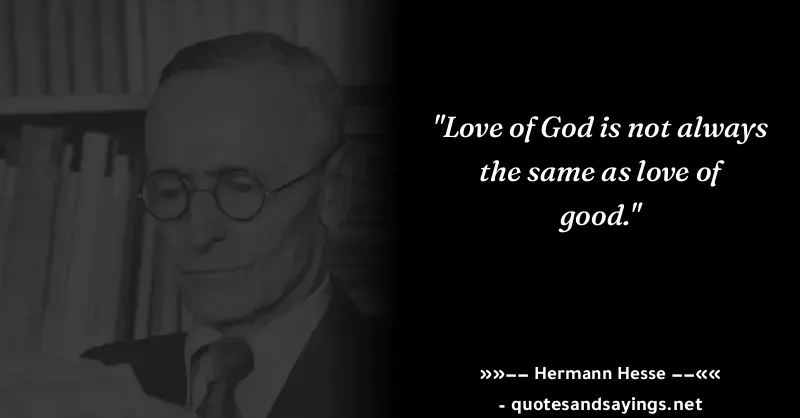 "Love of God is not always
the same as love of
good."
»»−− Hermann Hesse −−««
- quotesandsayings.net